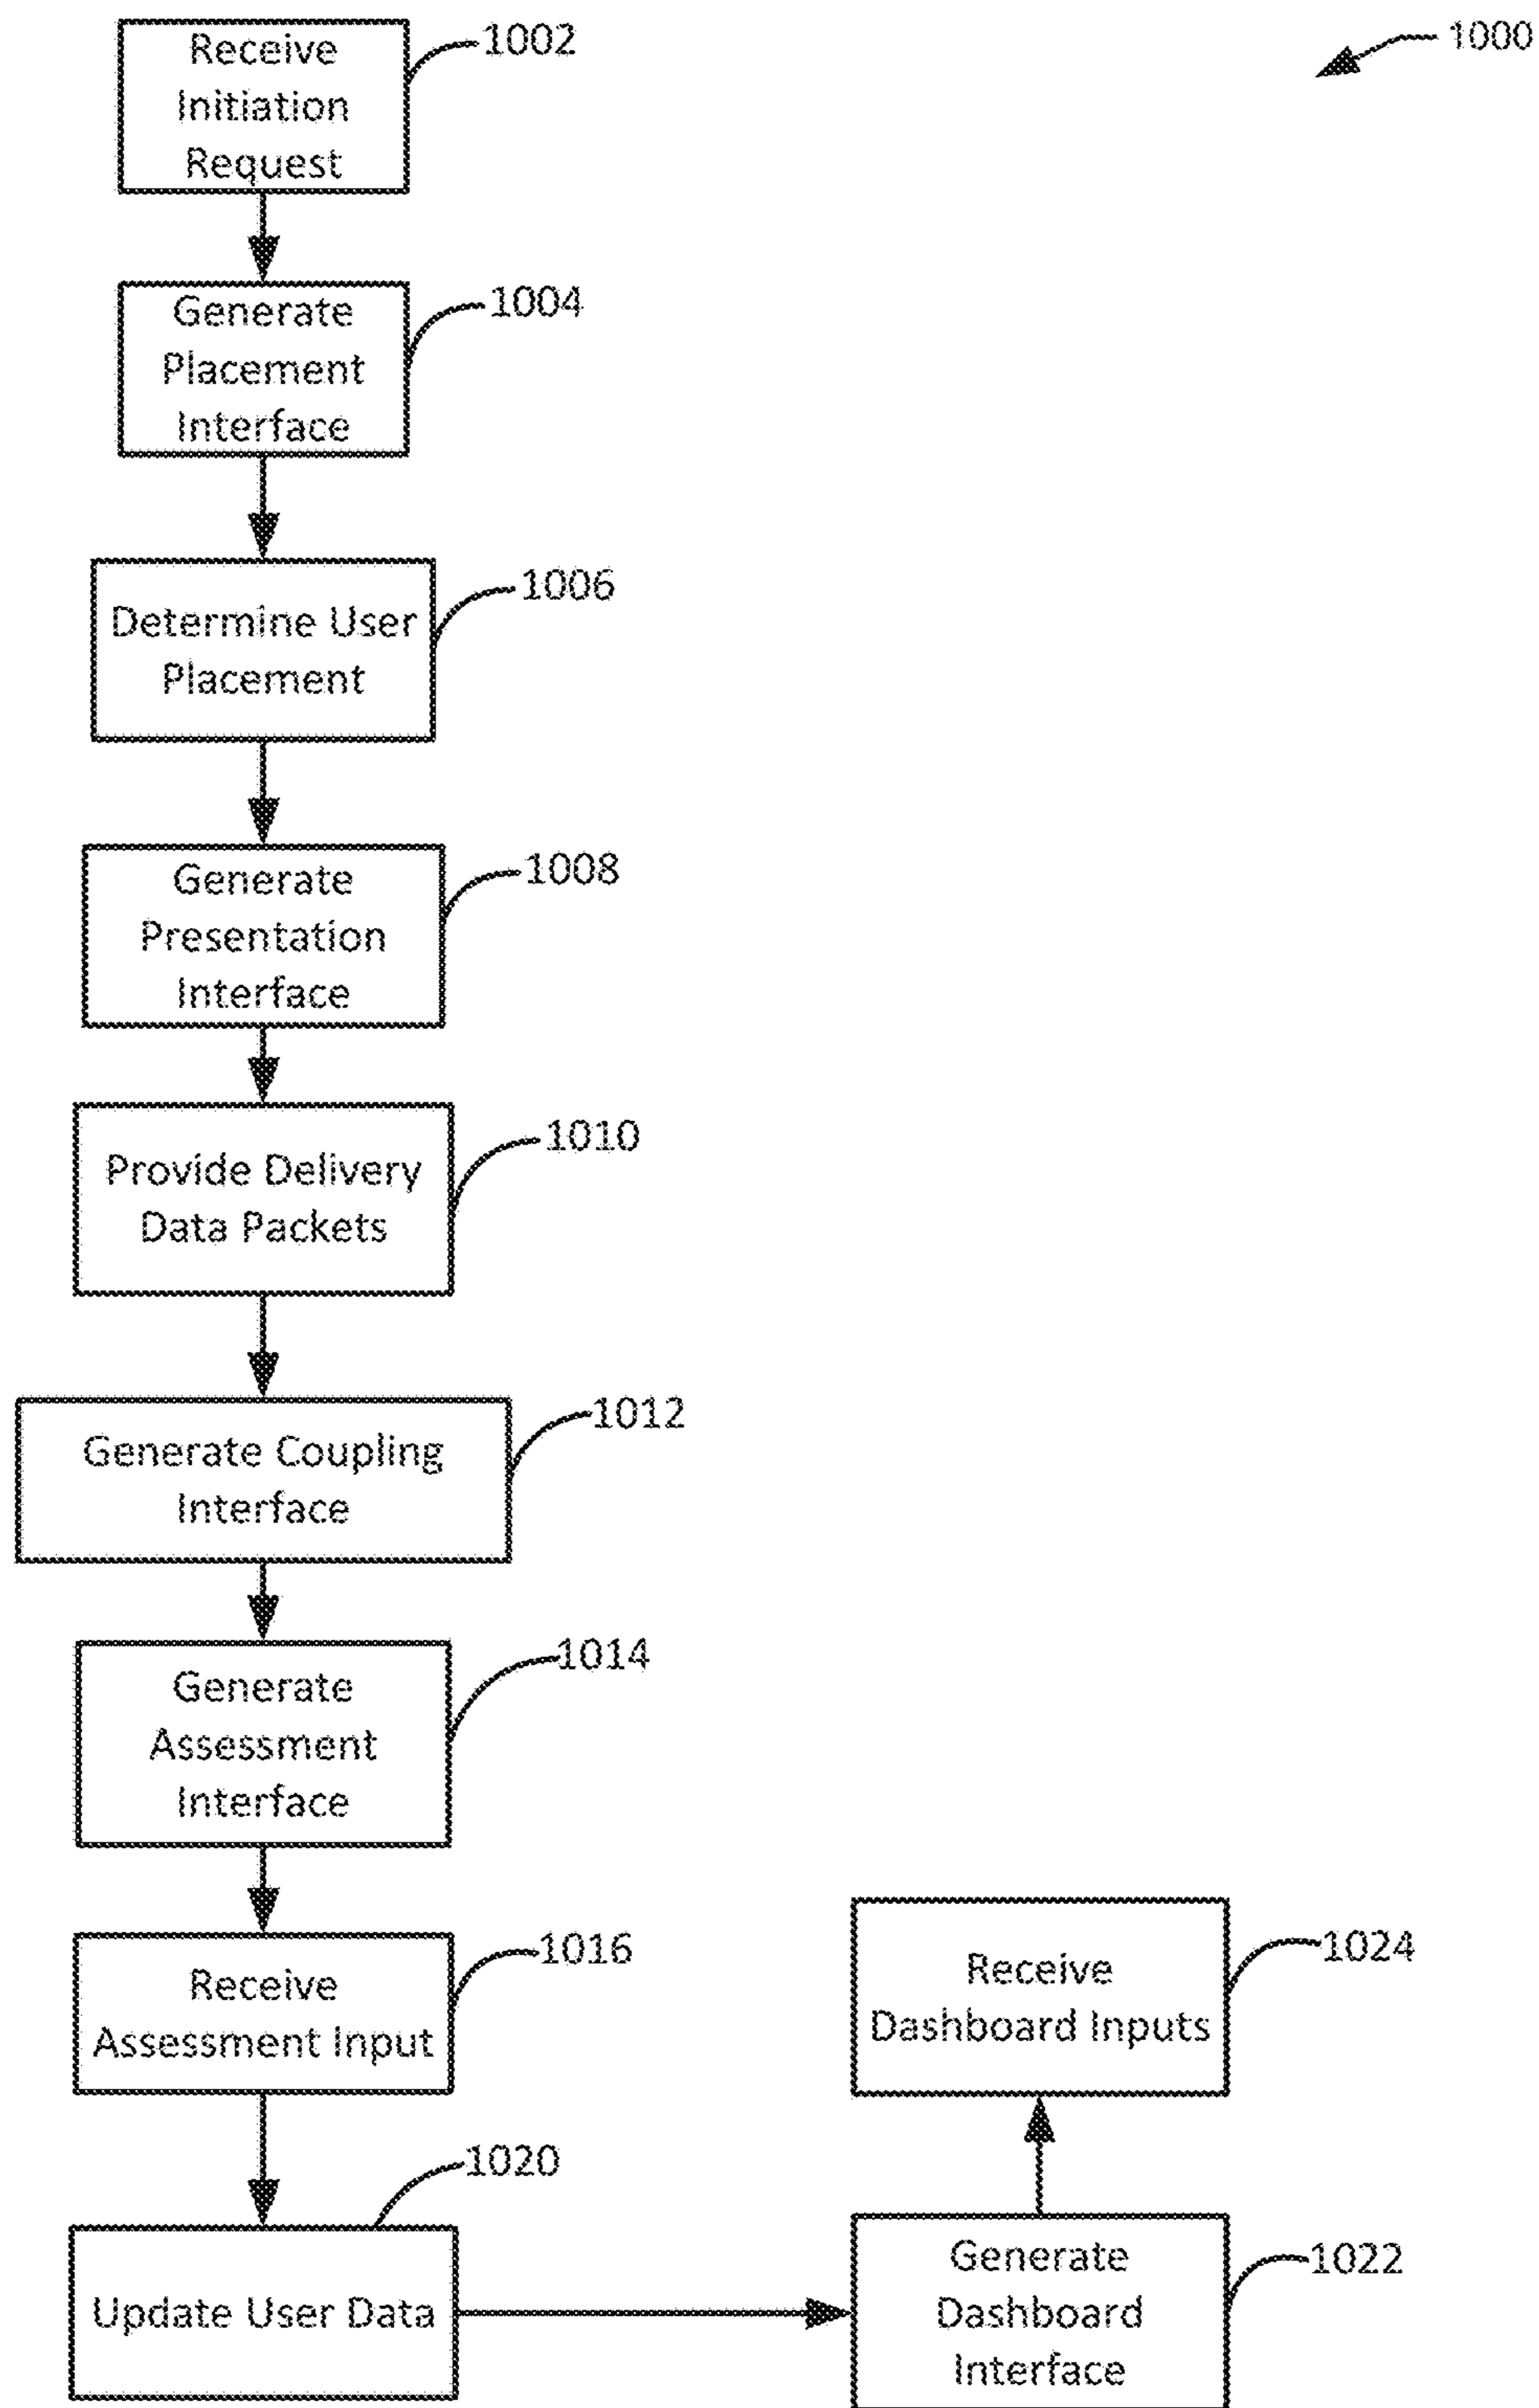 1000
Receive
Initiation
Request
1002
Generate
Placement
Interface
1004
Determine User
Placement
1006
Generate
Presentation
Interface
1008
Provide Delivery
Data Packets
1010
Generate Coupling
Interface
1012
Generate
Assessment
Interface
1014
Receive
Assessment Input
1016
Update User Data
1020
Generate
Dashboard
Interface
1022
Receive
Dashboard Inputs
1024